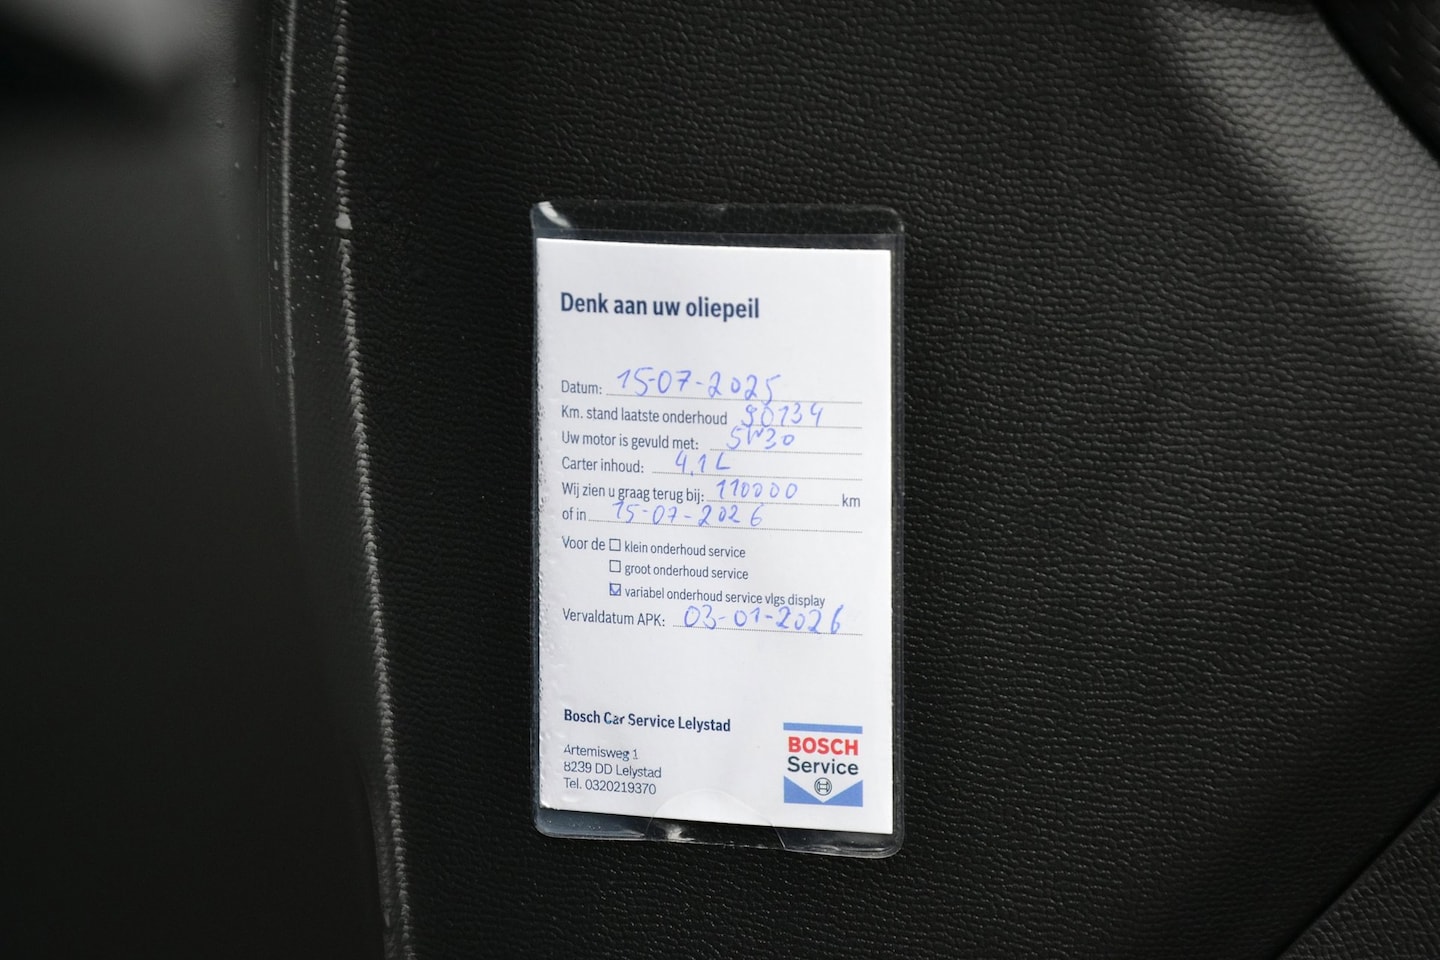 Denk aan uw oliepeil
Datum: 15-07-2025
Km. stand laatste onderhoud 90134
Uw motor is gevuld met: 5W30
Carter inhoud: 4,1 L
Wij zien u graag terug bij: 110000 km
of in 15-07-2026
Voor de klein onderhoud service
groot onderhoud service
variabel onderhoud service vlgs display
Vervaldatum APK: 03-01-2026
Bosch Car Service Lelystad
Artemisweg 1
8239 DD Lelystad
Tel. 0320219370
BOSCH
Service